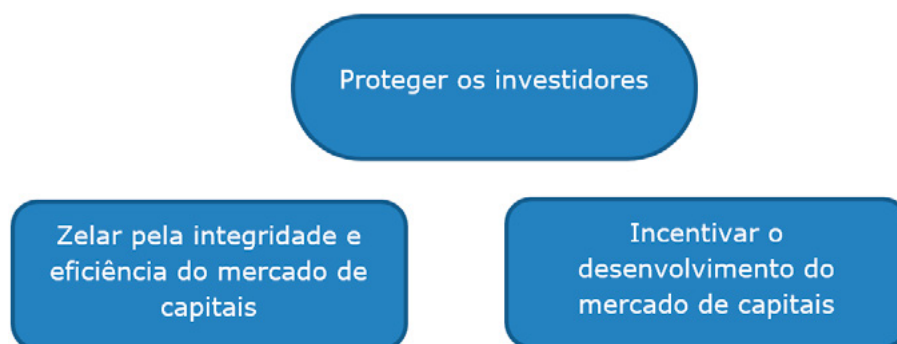 Proteger os investidores
Zelar pela integridade e
eficiência do mercado de
capitais
Incentivar o
desenvolvimento do
mercado de capitais